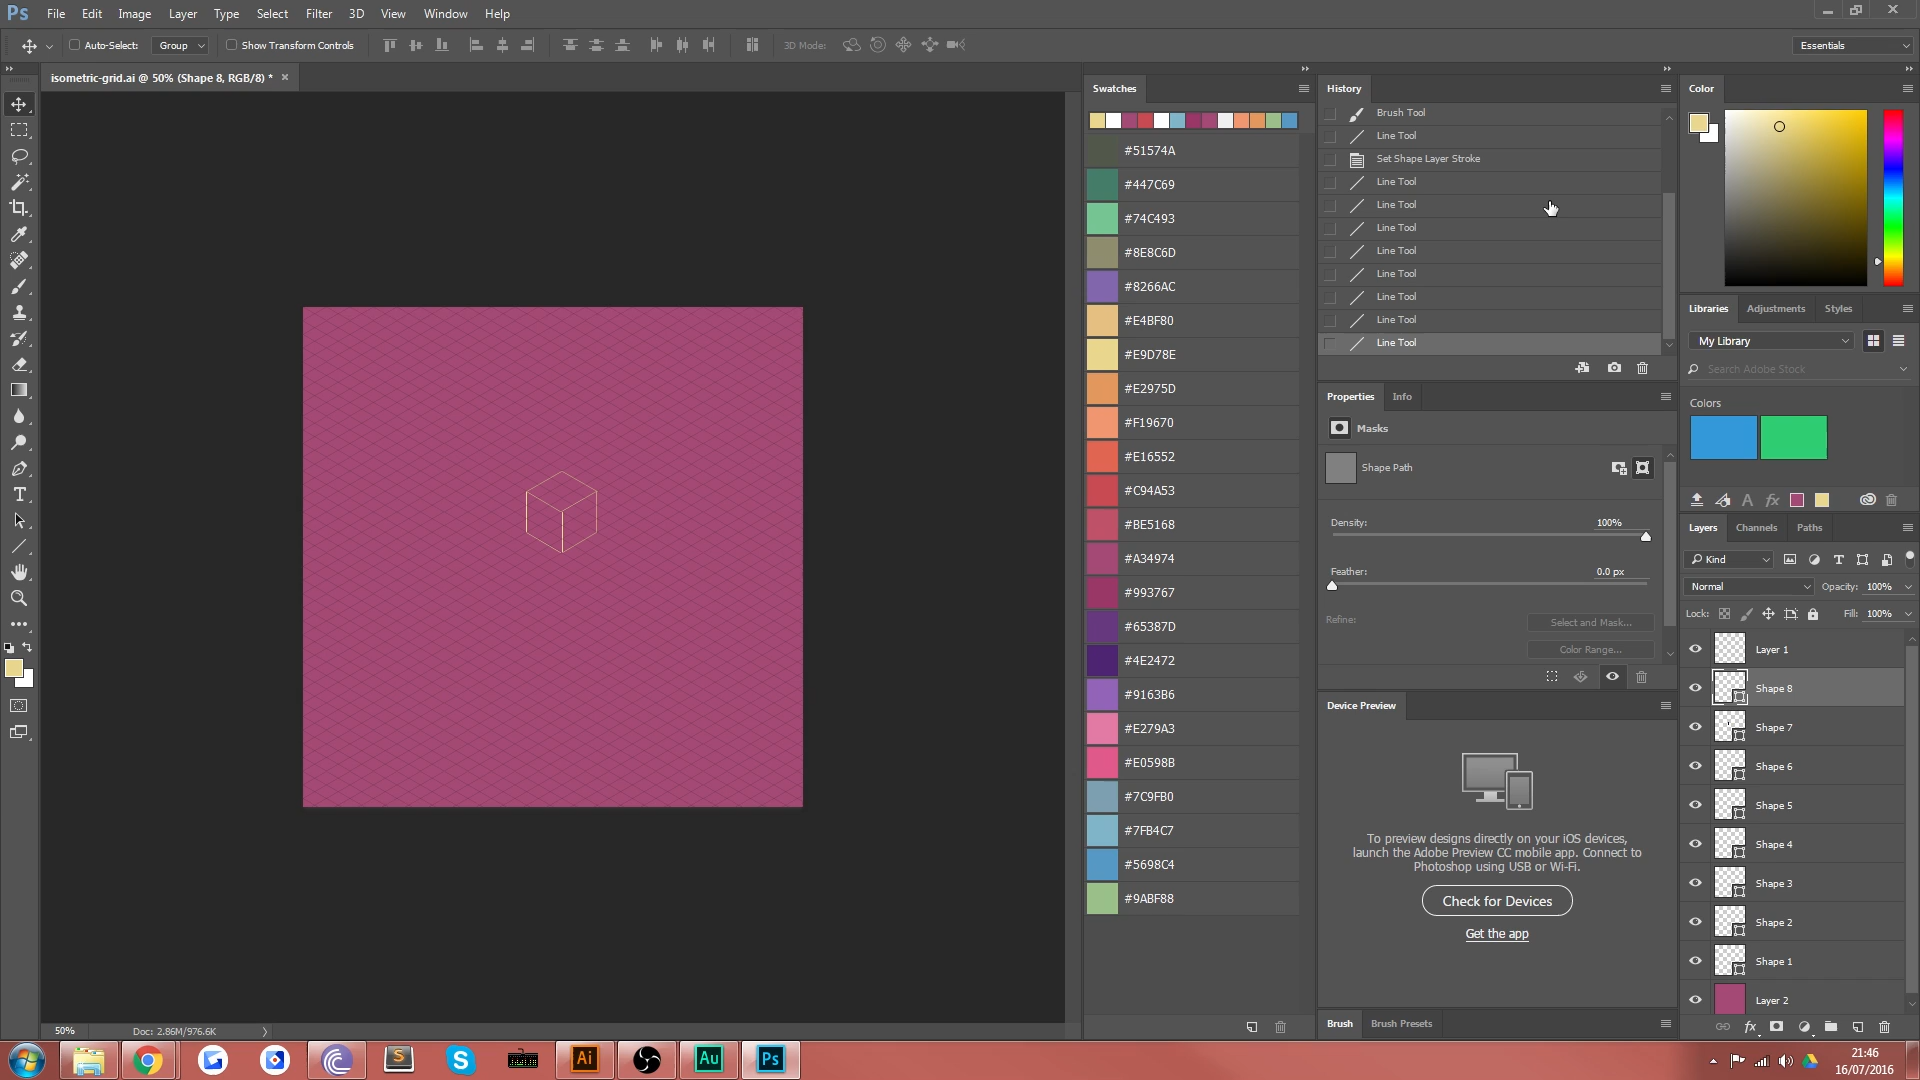 Ps File Edit Image Layer Type Select Filter 3D View Window Help
Auto-Select: Group Show Transform Controls 3D Mode: Essentials
isometric-grid.ai @ 50% (Shape 8, RGB/8) *
50% Doc: 2.86M/976.6K
Swatches
#51574A
#447C69
#74C493
#8E8C6D
#8266AC
#E4BF80
#E9D78E
#E2975D
#F19670
#E16552
#C94A53
#BE5168
#A34974
#993767
#65387D
#4E2472
#9163B6
#E279A3
#E0598B
#7C9FB0
#7FB4C7
#5698C4
#9ABF88
History
Brush Tool
Line Tool
Set Shape Layer Stroke
Line Tool
Line Tool
Line Tool
Line Tool
Line Tool
Line Tool
Line Tool
Line Tool
Properties Info
Masks
Shape Path
Density: 100%
Feather: 0.0 px
Refine: Select and Mask...
Color Range...
Device Preview
To preview designs directly on your iOS devices,
launch the Adobe Preview CC mobile app. Connect to
Photoshop using USB or Wi-Fi.
Check for Devices
Get the app
Brush Brush Presets
Color
Libraries Adjustments Styles
My Library
Search Adobe Stock
Colors
Layers Channels Paths
Kind
Normal Opacity: 100%
Lock: Fill: 100%
Layer 1
Shape 8
Shape 7
Shape 6
Shape 5
Shape 4
Shape 3
Shape 2
Shape 1
Layer 2
Ai Au Ps
21:46
16/07/2016